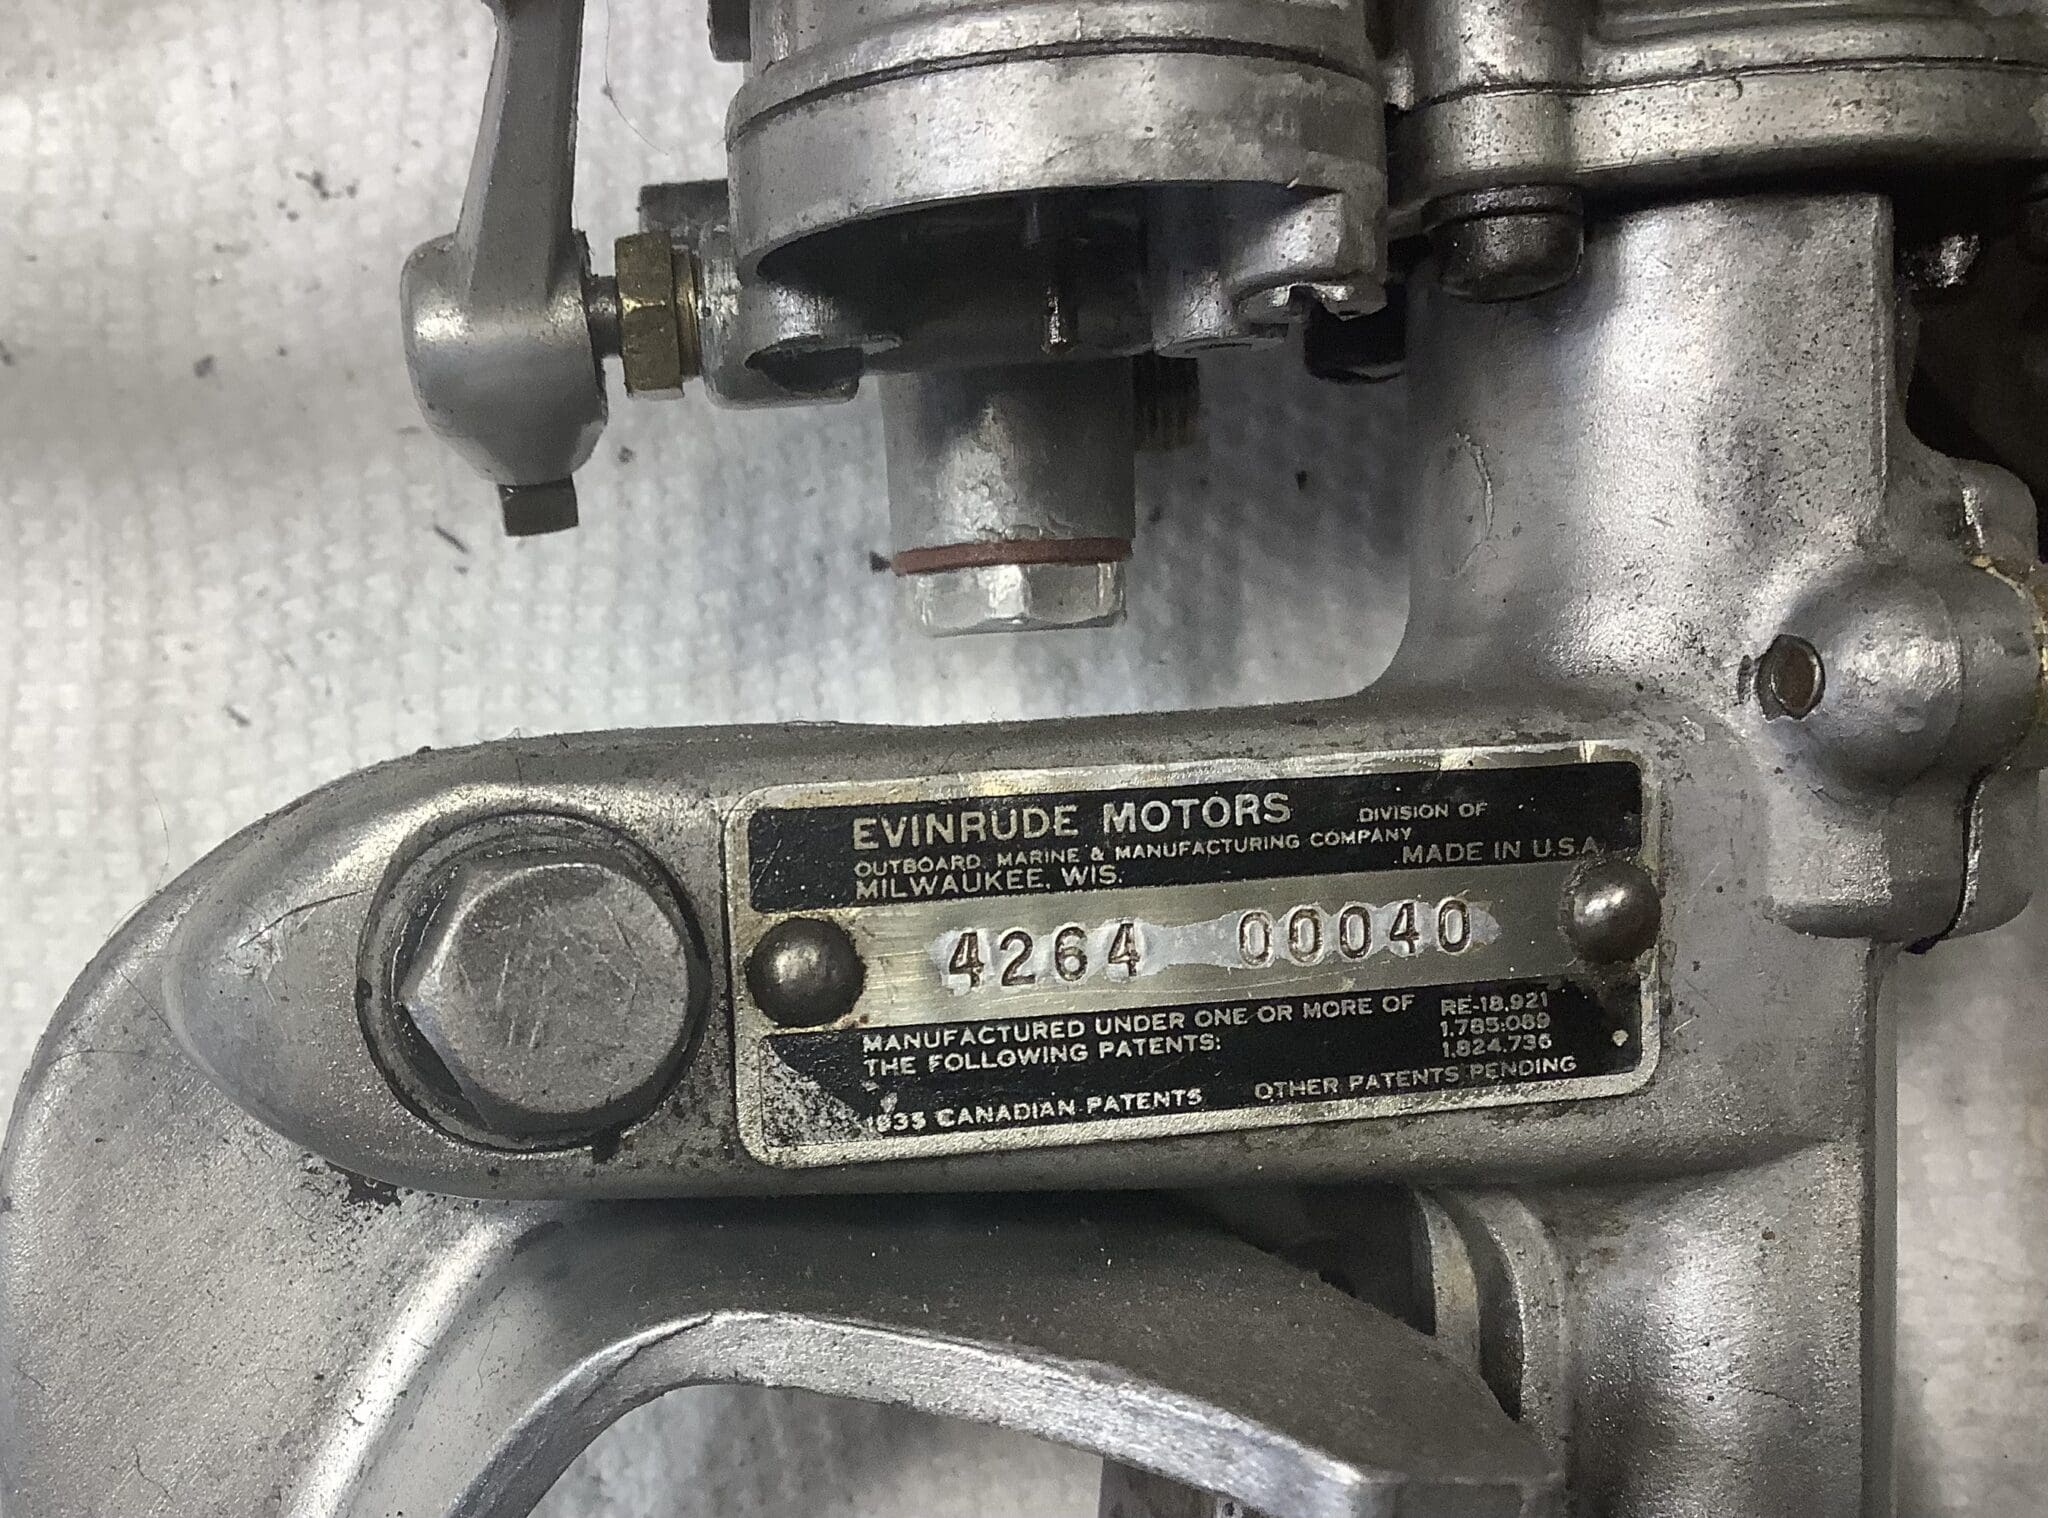 EVINRUDE MOTORS DIVISION OF
OUTBOARD, MARINE & MANUFACTURING COMPANY
MILWAUKEE, WIS. MADE IN U.S.A.
4264 00040
MANUFACTURED UNDER ONE OR MORE OF
THE FOLLOWING PATENTS:
RE-18,921
1,785,089
1,824,736
1935 CANADIAN PATENTS OTHER PATENTS PENDING